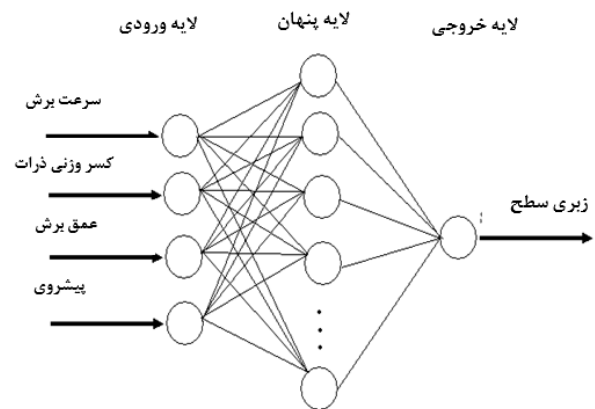 لایه ورودی
لایه پنهان
لایه خروجی
سرعت برش
کسر وزنی ذرات
عمق برش
پیشروی
زبری سطح